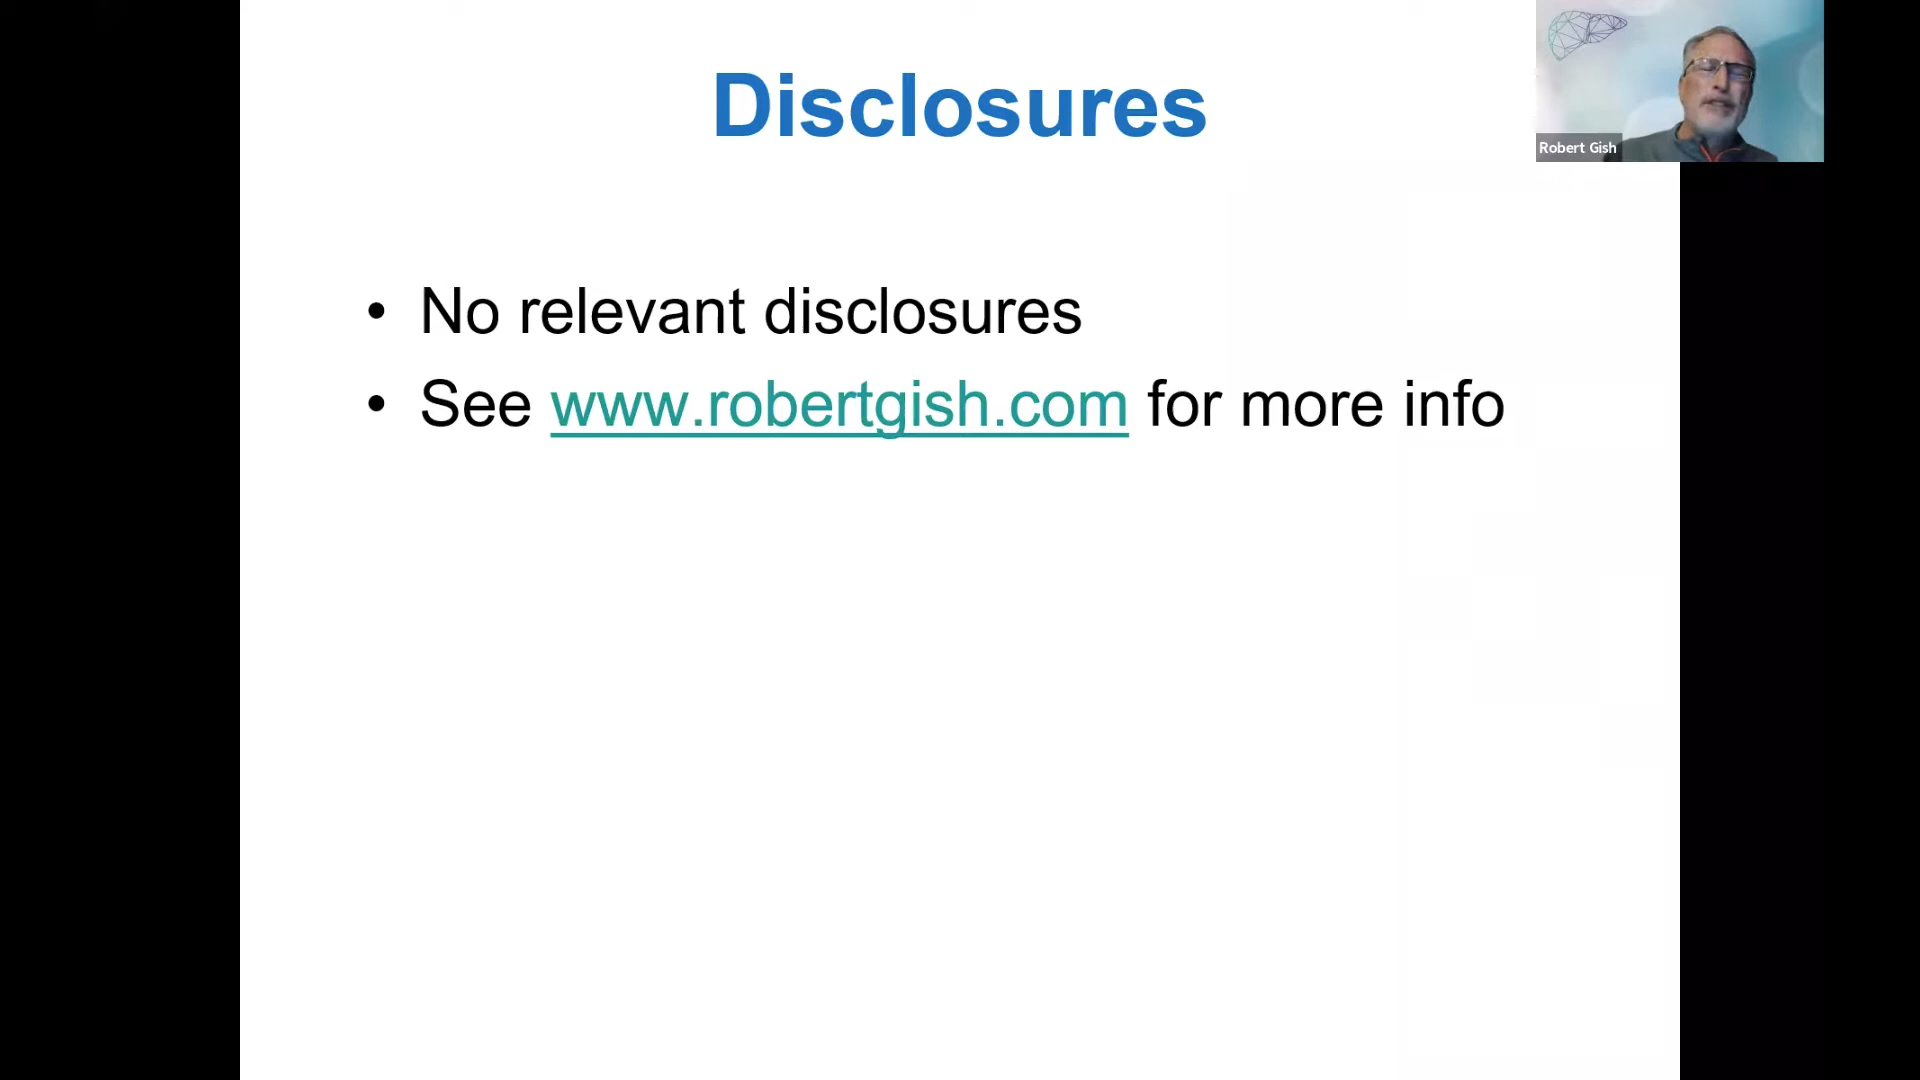 Disclosures
• No relevant disclosures
• See www.robertgish.com for more info
Robert Gish